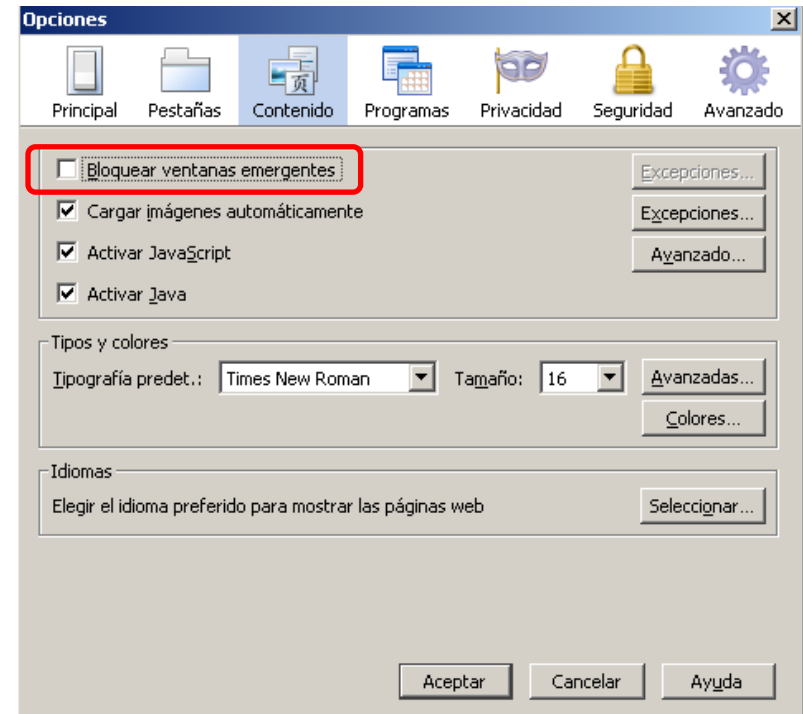 Opciones
Principal Pestañas Contenido Programas Privacidad Seguridad Avanzado
页
Bloquear ventanas emergentes Excepciones...
Cargar imágenes automáticamente Excepciones...
Activar JavaScript Avanzado...
Activar Java
Tipos y colores
Tipografía predet.: Times New Roman Tamaño: 16 Avanzadas...
Colores...
Idiomas
Elegir el idioma preferido para mostrar las páginas web Seleccionar...
Aceptar Cancelar Ayuda